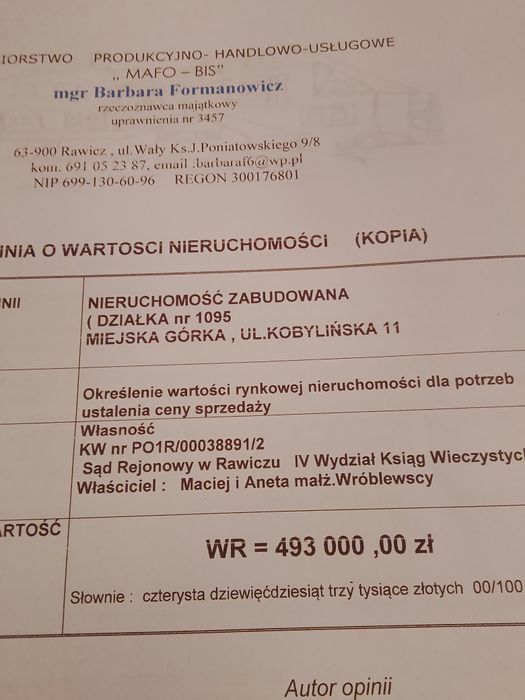 IORSTWO PRODUKCYJNO- HANDLOWO-USŁUGOWE
„ MAFO – BIS"
mgr Barbara Formanowicz
rzeczoznawca majątkowy
uprawnienia nr 3457
63-900 Rawicz , ul.Wały Ks.J.Poniatowskiego 9/8
kom. 691 05 23 87, email .barbaraf6@wp.pl
NIP 699-130-60-96 REGON 300176801
INIA O WARTOSCI NIERUCHOMOŚCI (KOPIA)
NII
NIERUCHOMOŚĆ ZABUDOWANA
( DZIAŁKA nr 1095
MIEJSKA GÓRKA , UL.KOBYLIŃSKA 11
Określenie wartości rynkowej nieruchomości dla potrzeb
ustalenia ceny sprzedaży
Własność
KW nr PO1R/00038891/2
Sąd Rejonowy w Rawiczu IV Wydział Ksiąg Wieczystyc
Właściciel : Maciej i Aneta małż.Wróblewscy
ARTOŚĆ
WR = 493 000 ,00 zł
Słownie : czterysta dziewięćdziesiąt trzy tysiące złotych 00/100
Autor opinii